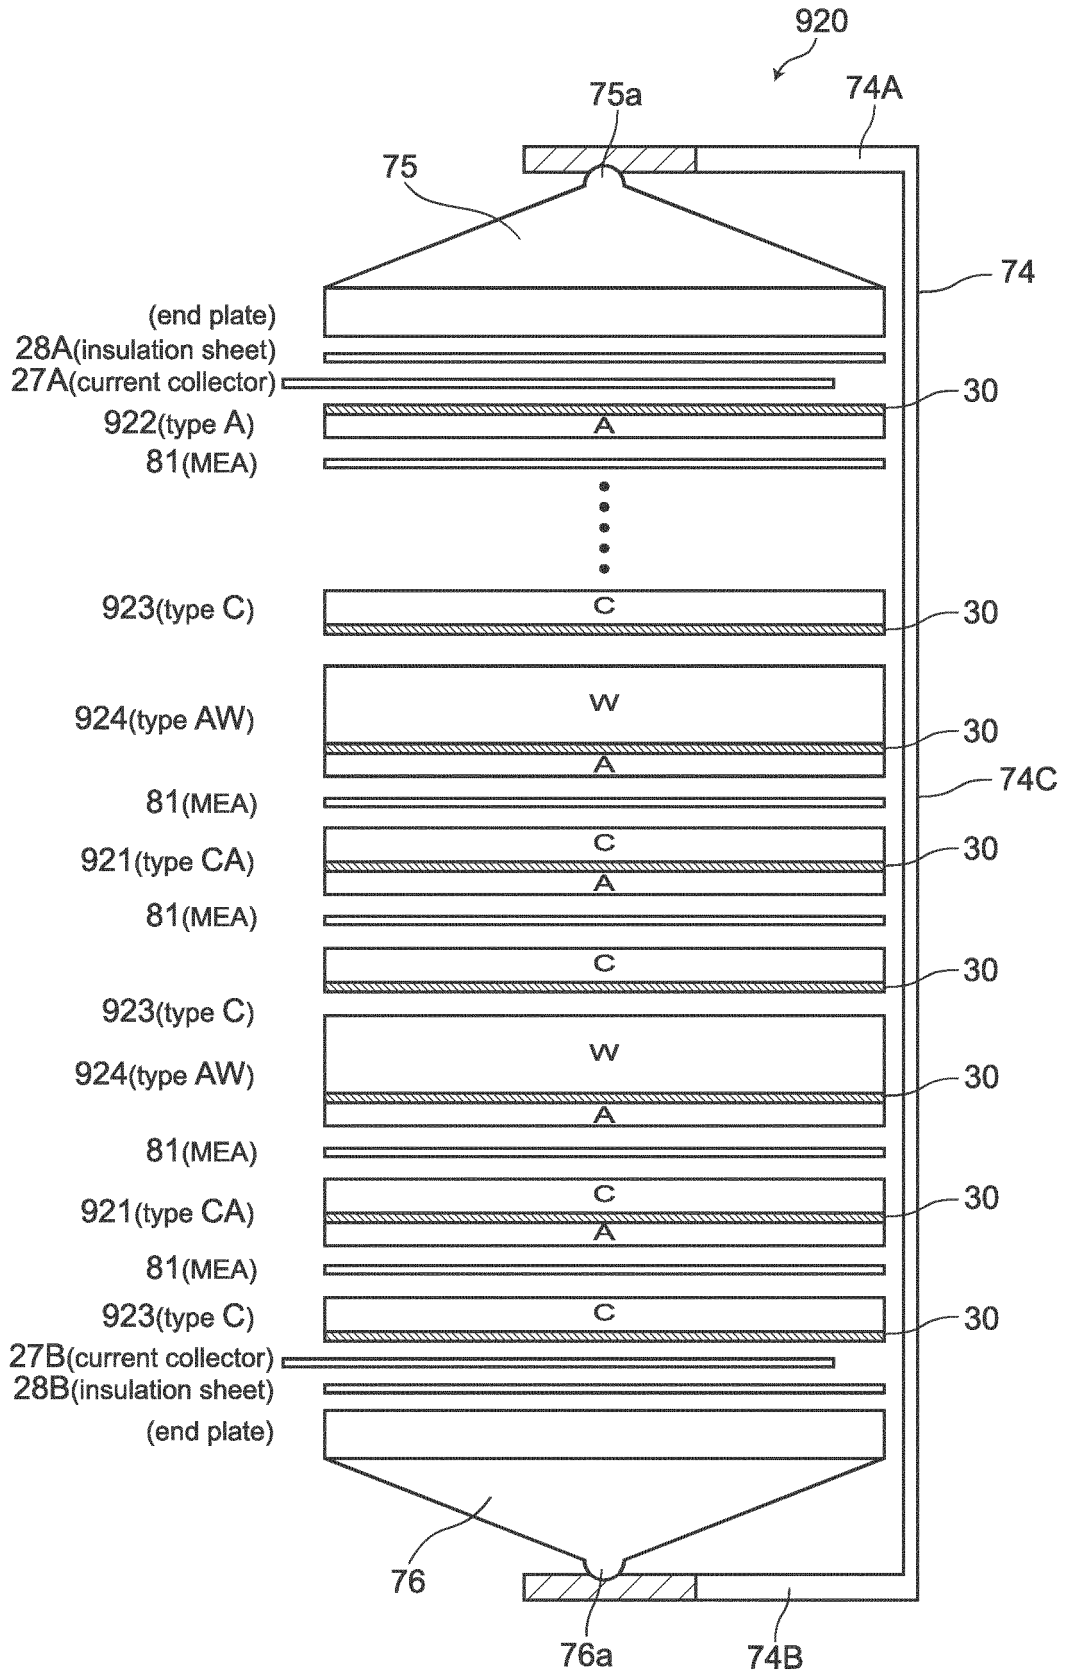 920
75a
74A
75
74
(end plate)
28A(insulation sheet)
27A(current collector)
30
922(type A)
A
81(MEA)
923(type C)
C
30
924(type AW)
W
30
A
74C
81(MEA)
C
921(type CA)
30
A
81(MEA)
C
30
923(type C)
W
924(type AW)
30
A
81(MEA)
C
921(type CA)
30
A
81(MEA)
923(type C)
C
30
27B(current collector)
28B(insulation sheet)
(end plate)
76
76a
74B